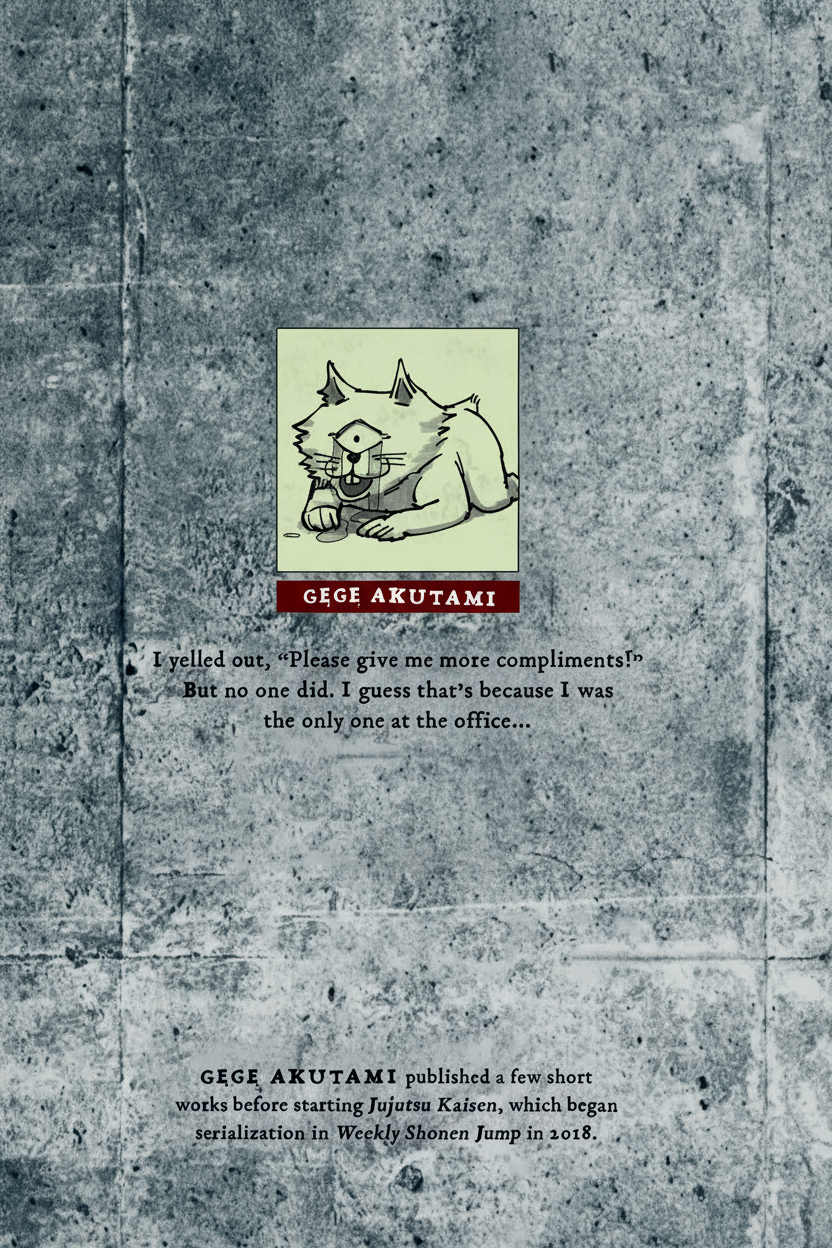 GEGE AKUTAMI
I yelled out, “Please give me more compliments!”
But no one did. I guess that’s because I was
the only one at the office...
GEGE AKUTAMI published a few short
works before starting Jujutsu Kaisen, which began
serialization in Weekly Shonen Jump in 2018.